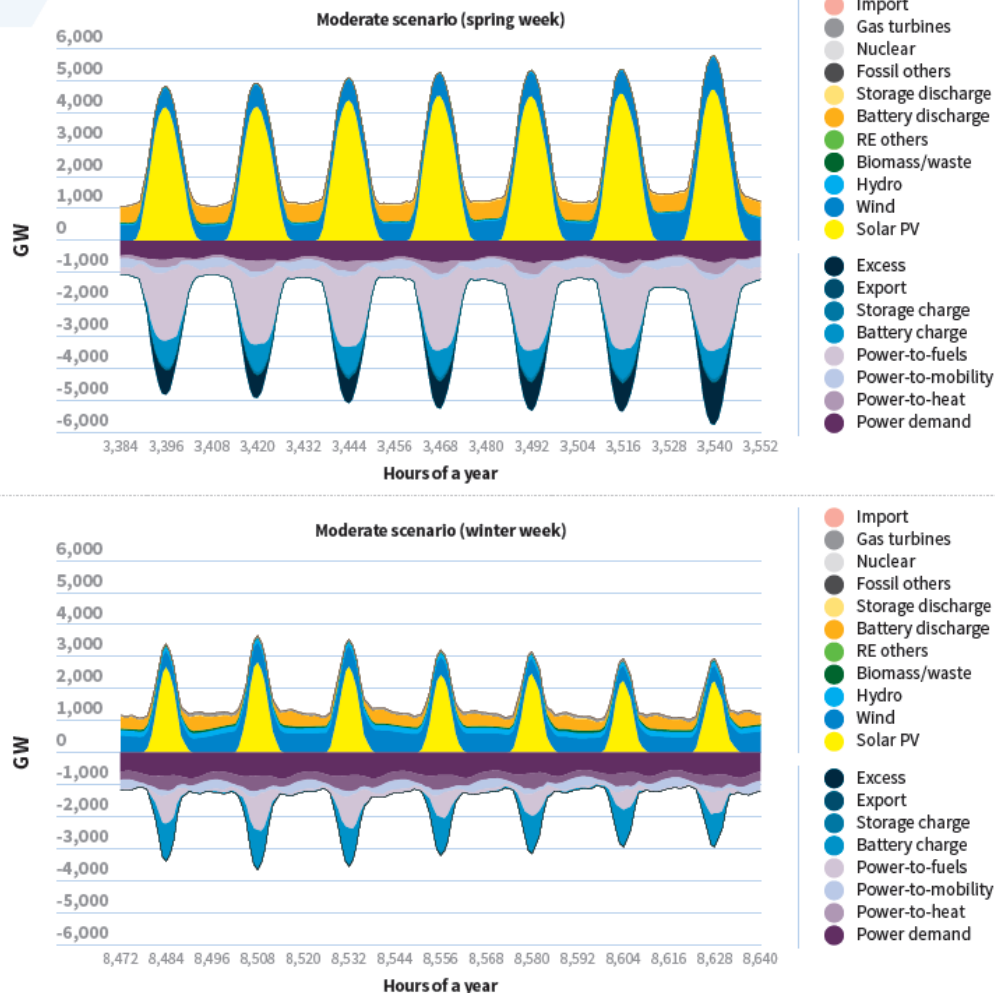 Moderate scenario (spring week)
6,000
5,000
4,000
3,000
2,000
1,000
0
-1,000
-2,000
-3,000
-4,000
-5,000
-6,000
GW
3,384 3,396 3,408 3,420 3,432 3,444 3,456 3,468 3,480 3,492 3,504 3,516 3,528 3,540 3,552
Hours of a year
Import
Gas turbines
Nuclear
Fossil others
Storage discharge
Battery discharge
RE others
Biomass/waste
Hydro
Wind
Solar PV
Excess
Export
Storage charge
Battery charge
Power-to-fuels
Power-to-mobility
Power-to-heat
Power demand
Moderate scenario (winter week)
6,000
5,000
4,000
3,000
2,000
1,000
0
-1,000
-2,000
-3,000
-4,000
-5,000
-6,000
GW
8,472 8,484 8,496 8,508 8,520 8,532 8,544 8,556 8,568 8,580 8,592 8,604 8,616 8,628 8,640
Hours of a year
Import
Gas turbines
Nuclear
Fossil others
Storage discharge
Battery discharge
RE others
Biomass/waste
Hydro
Wind
Solar PV
Excess
Export
Storage charge
Battery charge
Power-to-fuels
Power-to-mobility
Power-to-heat
Power demand